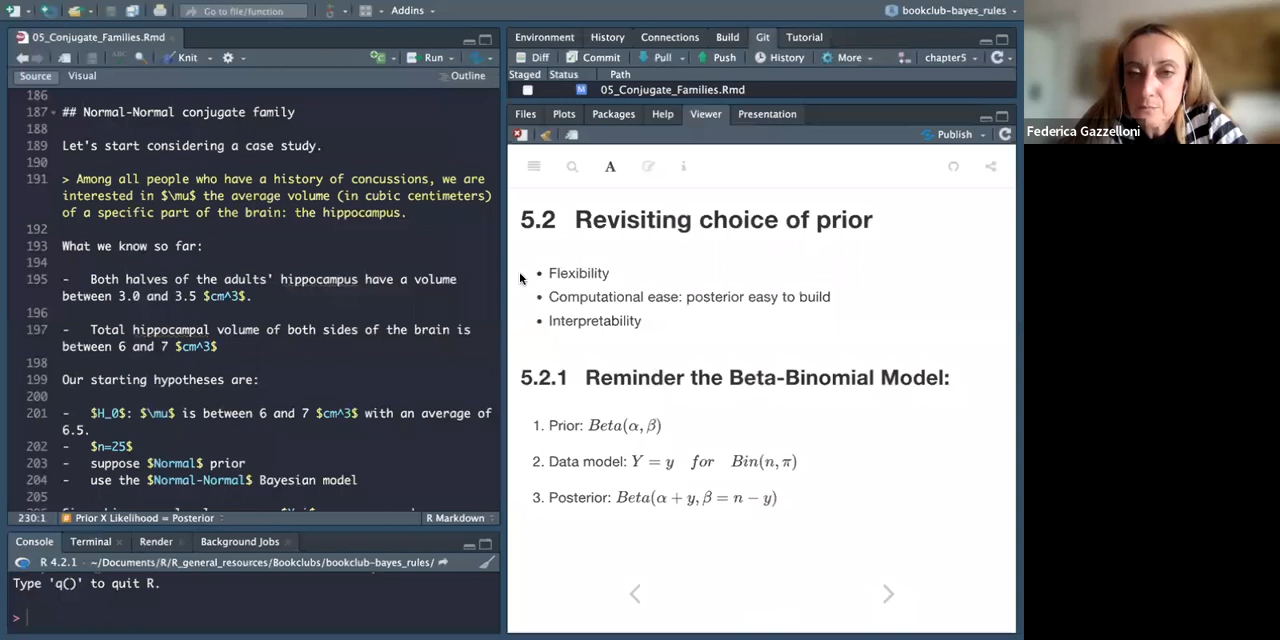 Go to file/function
Addins
bookclub-bayes_rules
05_Conjugate_Families.Rmd
Knit
Run
Source
Visual
Outline
186
187 ## Normal-Normal conjugate family
188
189 Let's start considering a case study.
190
191 > Among all people who have a history of concussions, we are
interested in $\mu$ the average volume (in cubic centimeters)
of a specific part of the brain: the hippocampus.
192
193 What we know so far:
194
195 - Both halves of the adults' hippocampus have a volume
between 3.0 and 3.5 $cm^3$.
196
197 - Total hippocampal volume of both sides of the brain is
between 6 and 7 $cm^3$
198
199 Our starting hypotheses are:
200
201 - $H_0$: $\mu$ is between 6 and 7 $cm^3$ with an average of
6.5.
202 - $n=25$
203 - suppose $Normal$ prior
204 - use the $Normal-Normal$ Bayesian model
205
230:1
Prior X Likelihood = Posterior
R Markdown
Console
Terminal
Render
Background Jobs
R 4.2.1 · ~/Documents/R/R_general_resources/Bookclubs/bookclub-bayes_rules/
Type 'q()' to quit R.
>
Environment
History
Connections
Build
Git
Tutorial
Diff
Commit
Pull
Push
History
More
chapter5
Staged
Status
Path
M
05_Conjugate_Families.Rmd
Files
Plots
Packages
Help
Viewer
Presentation
Publish
A
i
5.2 Revisiting choice of prior
• Flexibility
• Computational ease: posterior easy to build
• Interpretability
5.2.1 Reminder the Beta-Binomial Model:
1. Prior: Beta(α, β)
2. Data model: Y = y for Bin(n, π)
3. Posterior: Beta(α + y, β = n − y)
Federica Gazzelloni